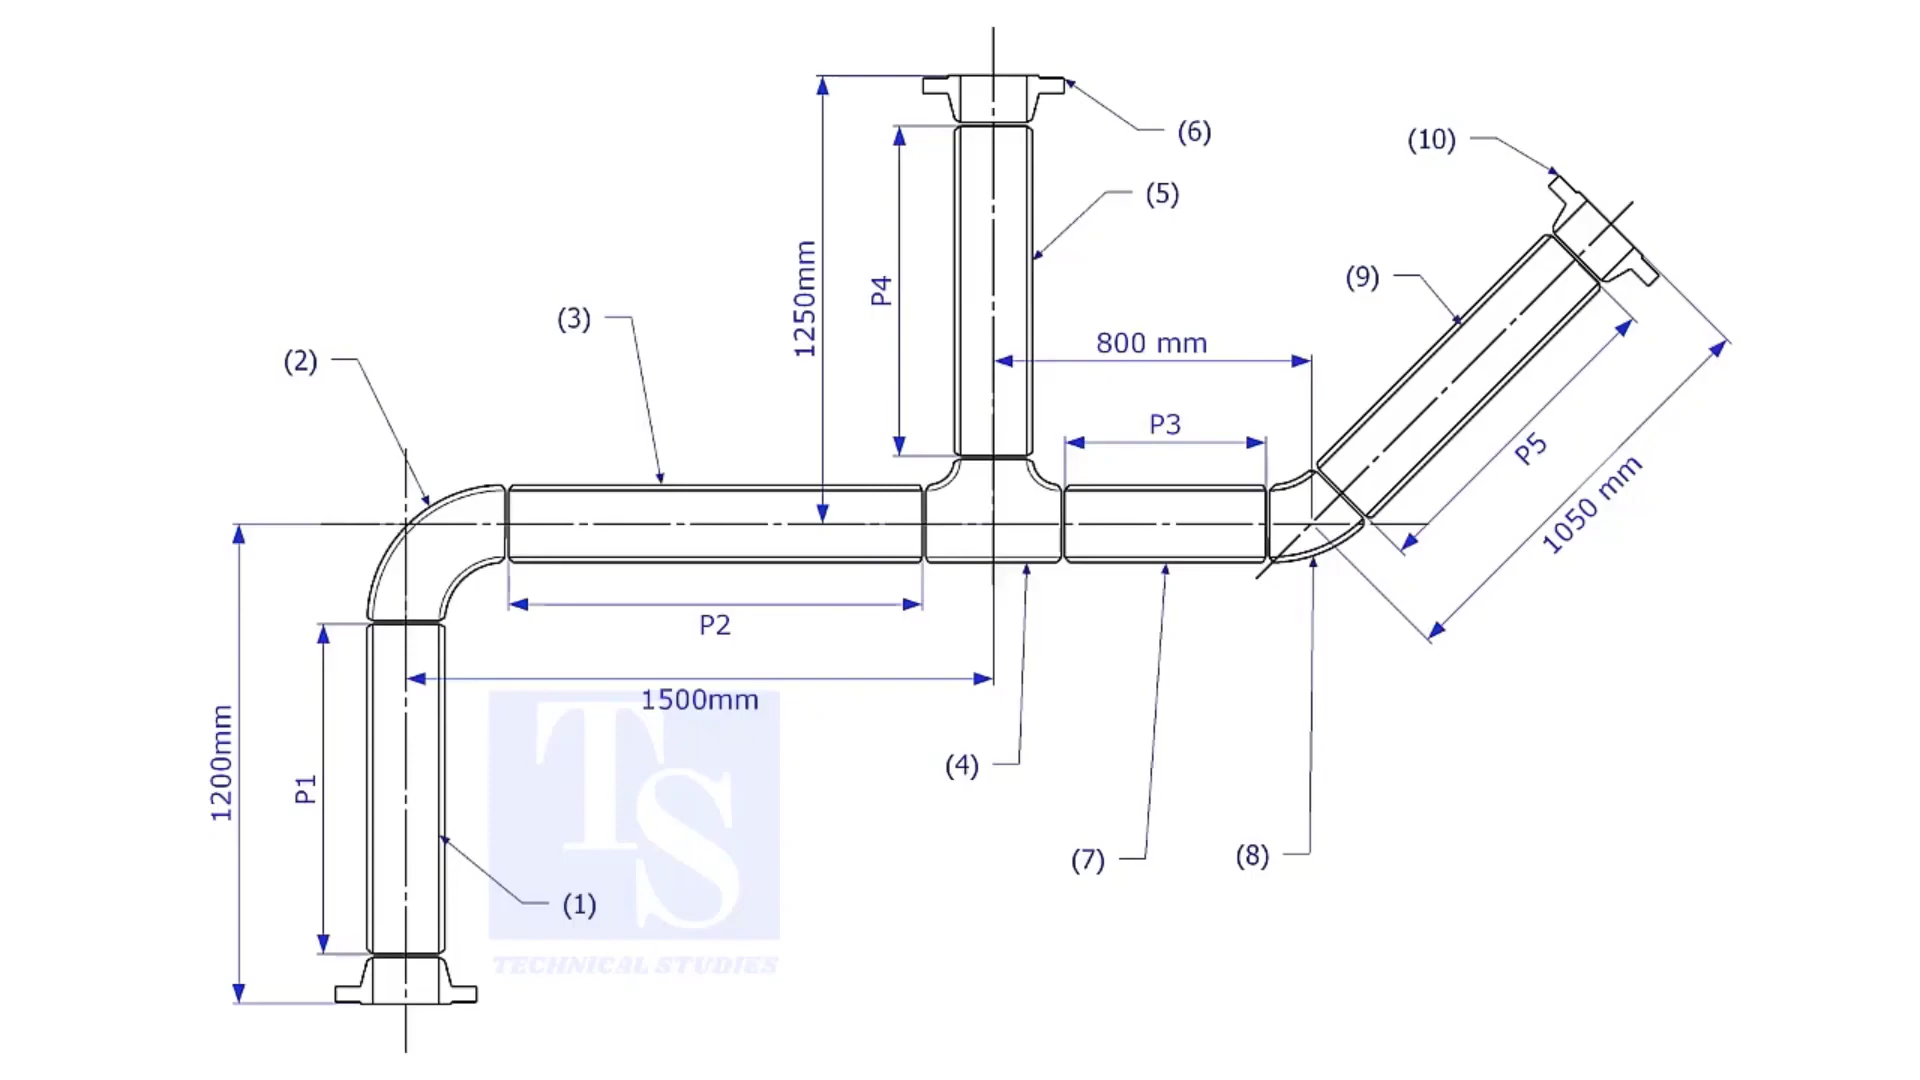 (6)
(10)
(5)
(9)
1250mm
P4
(3)
800 mm
(2)
P3
P5
1050 mm
P2
1500mm
1200mm
P1
(4)
(7)
(8)
(1)
TS
TECHNICAL STUDIES